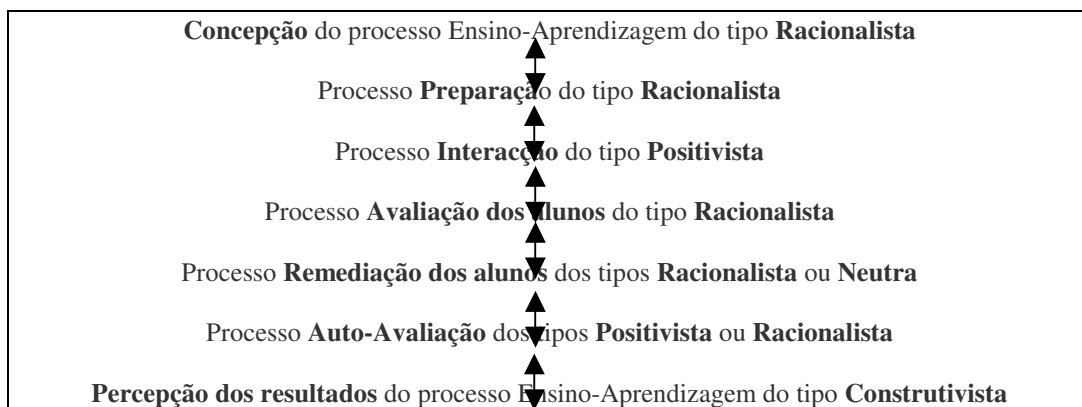 Concepção do processo Ensino-Aprendizagem do tipo Racionalista
Processo Preparação do tipo Racionalista
Processo Interacção do tipo Positivista
Processo Avaliação dos alunos do tipo Racionalista
Processo Remediação dos alunos dos tipos Racionalista ou Neutra
Processo Auto-Avaliação dos tipos Positivista ou Racionalista
Percepção dos resultados do processo Ensino-Aprendizagem do tipo Construtivista